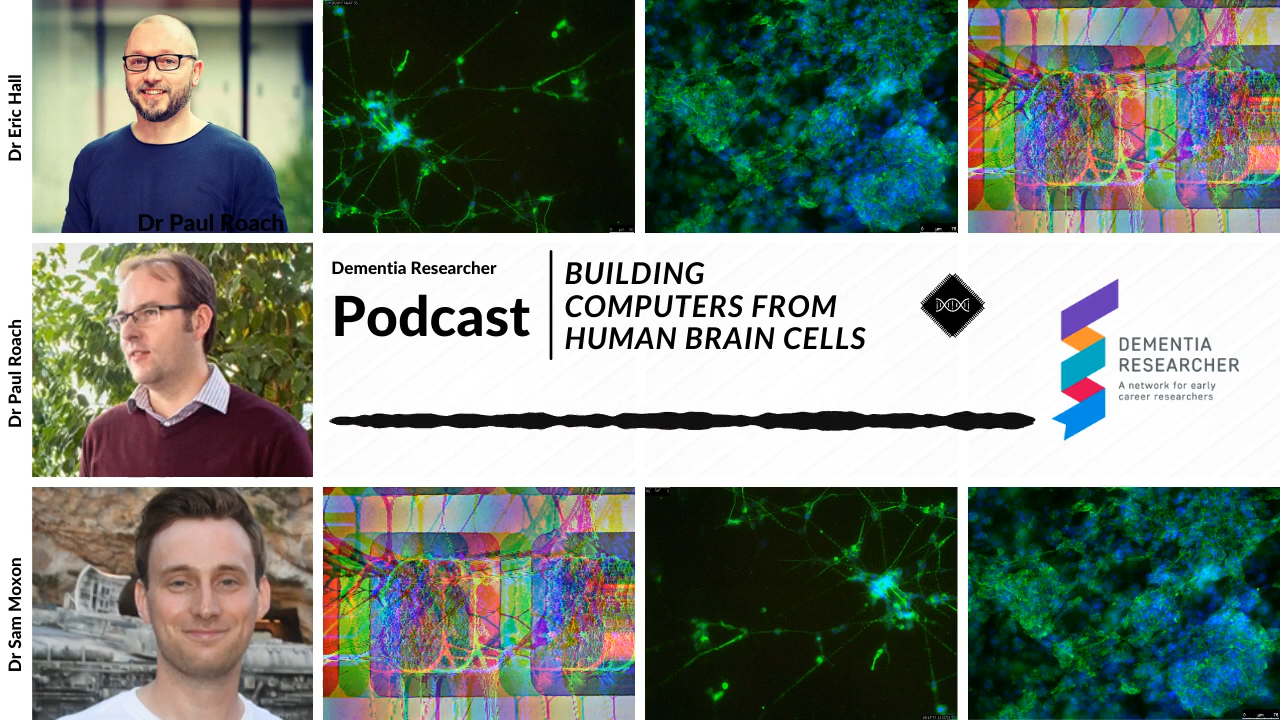 Dr Eric Hall
Dr Paul Roach
Dr Paul Roach
Dementia Researcher
Podcast
BUILDING
COMPUTERS FROM
HUMAN BRAIN CELLS
DEMENTIA
RESEARCHER
A network for early
career researchers
Dr Sam Moxon